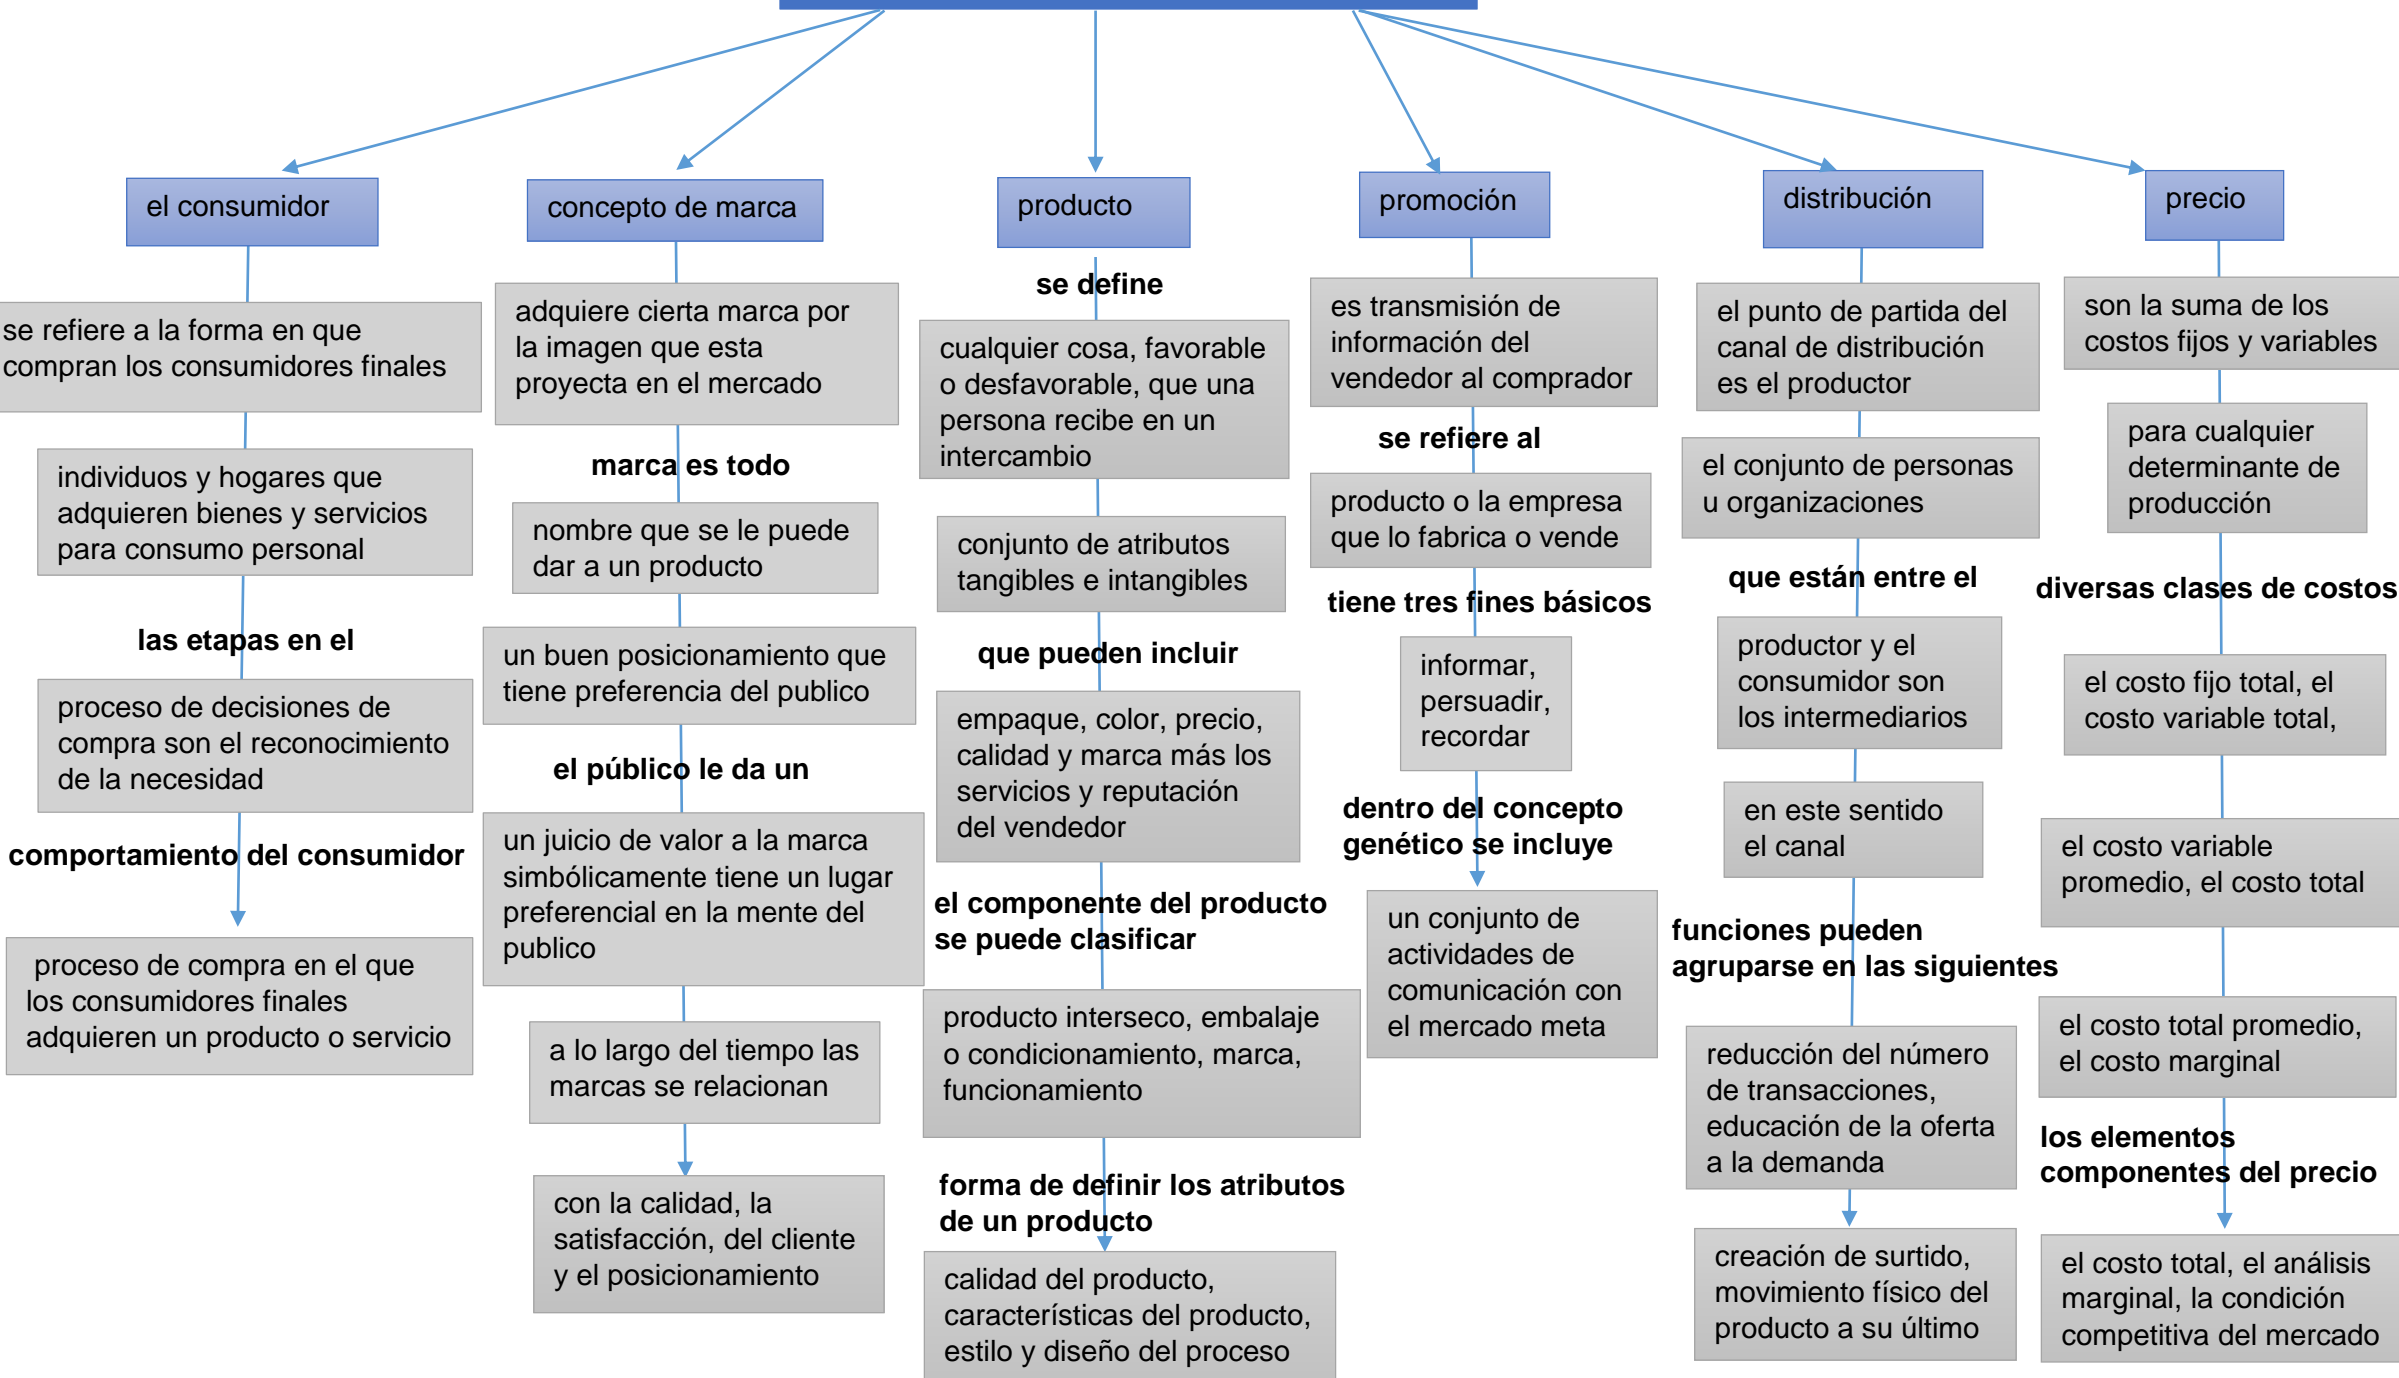 el consumidor
se refiere a la forma en que
compran los consumidores finales
individuos y hogares que
adquieren bienes y servicios
para consumo personal
las etapas en el
proceso de decisiones de
compra son el reconocimiento
de la necesidad
comportamiento del consumidor
proceso de compra en el que
los consumidores finales
adquieren un producto o servicio
concepto de marca
adquiere cierta marca por
la imagen que esta
proyecta en el mercado
marca es todo
nombre que se le puede
dar a un producto
un buen posicionamiento que
tiene preferencia del publico
el público le da un
un juicio de valor a la marca
simbólicamente tiene un lugar
preferencial en la mente del
publico
a lo largo del tiempo las
marcas se relacionan
con la calidad, la
satisfacción, del cliente
y el posicionamiento
producto
se define
cualquier cosa, favorable
o desfavorable, que una
persona recibe en un
intercambio
conjunto de atributos
tangibles e intangibles
que pueden incluir
empaque, color, precio,
calidad y marca más los
servicios y reputación
del vendedor
el componente del producto
se puede clasificar
producto interseco, embalaje
o condicionamiento, marca,
funcionamiento
forma de definir los atributos
de un producto
calidad del producto,
características del producto,
estilo y diseño del proceso
promoción
es transmisión de
información del
vendedor al comprador
se refiere al
producto o la empresa
que lo fabrica o vende
tiene tres fines básicos
informar,
persuadir,
recordar
dentro del concepto
genético se incluye
un conjunto de
actividades de
comunicación con
el mercado meta
distribución
el punto de partida del
canal de distribución
es el productor
el conjunto de personas
u organizaciones
que están entre el
productor y el
consumidor son
los intermediarios
en este sentido
el canal
funciones pueden
agruparse en las siguientes
reducción del número
de transacciones,
educación de la oferta
a la demanda
creación de surtido,
movimiento físico del
producto a su último
precio
son la suma de los
costos fijos y variables
para cualquier
determinante de
producción
diversas clases de costos
el costo fijo total, el
costo variable total,
el costo variable
promedio, el costo total
el costo total promedio,
el costo marginal
los elementos
componentes del precio
el costo total, el análisis
marginal, la condición
competitiva del mercado